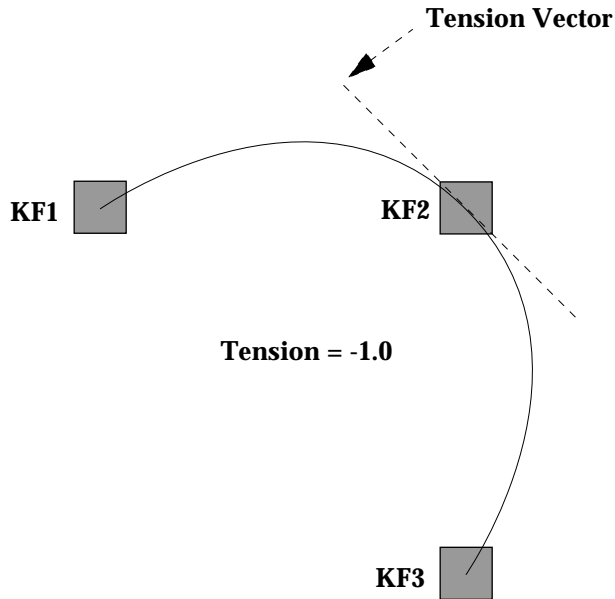 Tension Vector
KF1
KF2
Tension = -1.0
KF3